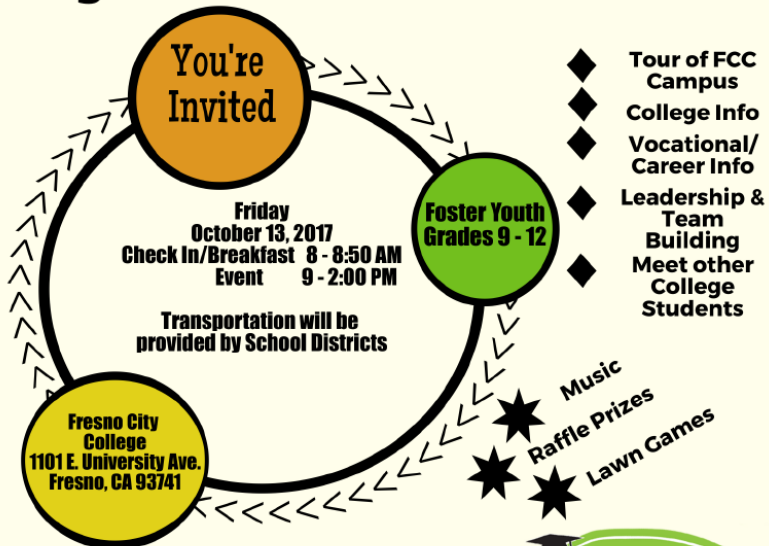 You're
Invited
Friday
October 13, 2017
Check In/Breakfast 8 - 8:50 AM
Event 9 - 2:00 PM
Transportation will be
provided by School Districts
Foster Youth
Grades 9 - 12
Fresno City
College
1101 E. University Ave.
Fresno, CA 93741
Tour of FCC
Campus
College Info
Vocational/
Career Info
Leadership &
Team
Building
Meet other
College
Students
Music
Raffle Prizes
Lawn Games